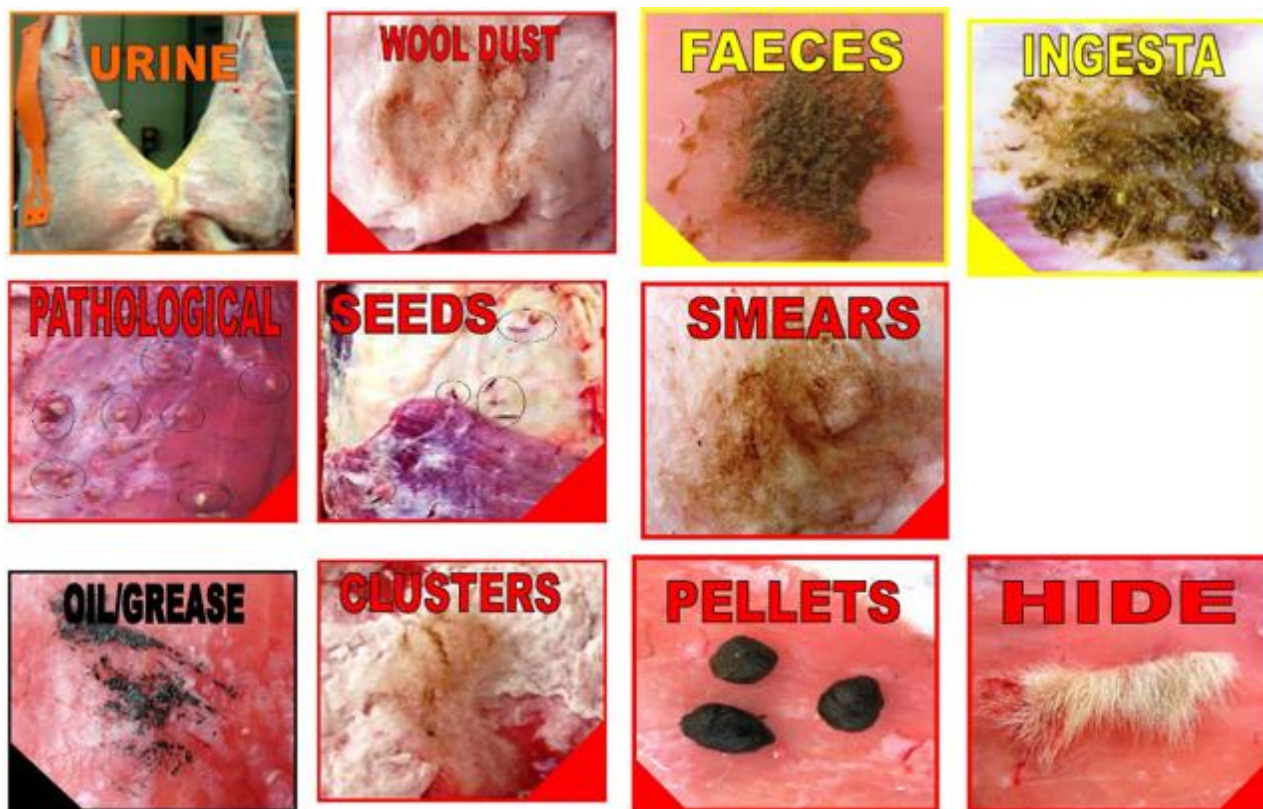 URINE
WOOL DUST
FAECES
INGESTA
PATHOLOGICAL
SEEDS
SMEARS
OIL/GREASE
CLUSTERS
PELLETS
HIDE